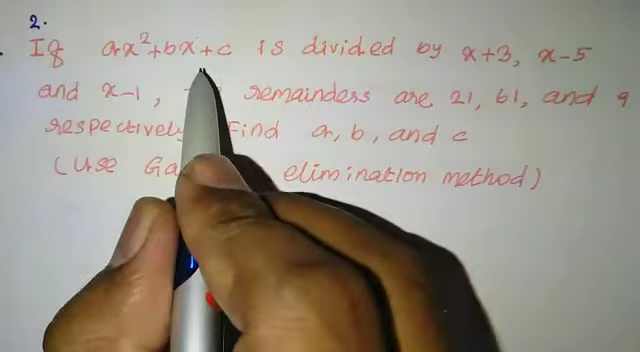 2.
If ax²+bx+c is divided by x+3, x-5
and x-1, remainders are 21, 61, and 9
respectively Find a, b, and c
(Use Ga elimination method)